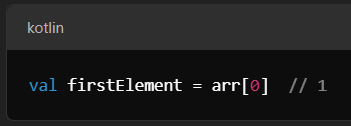 kotlin
val firstElement = arr[0]  // 1